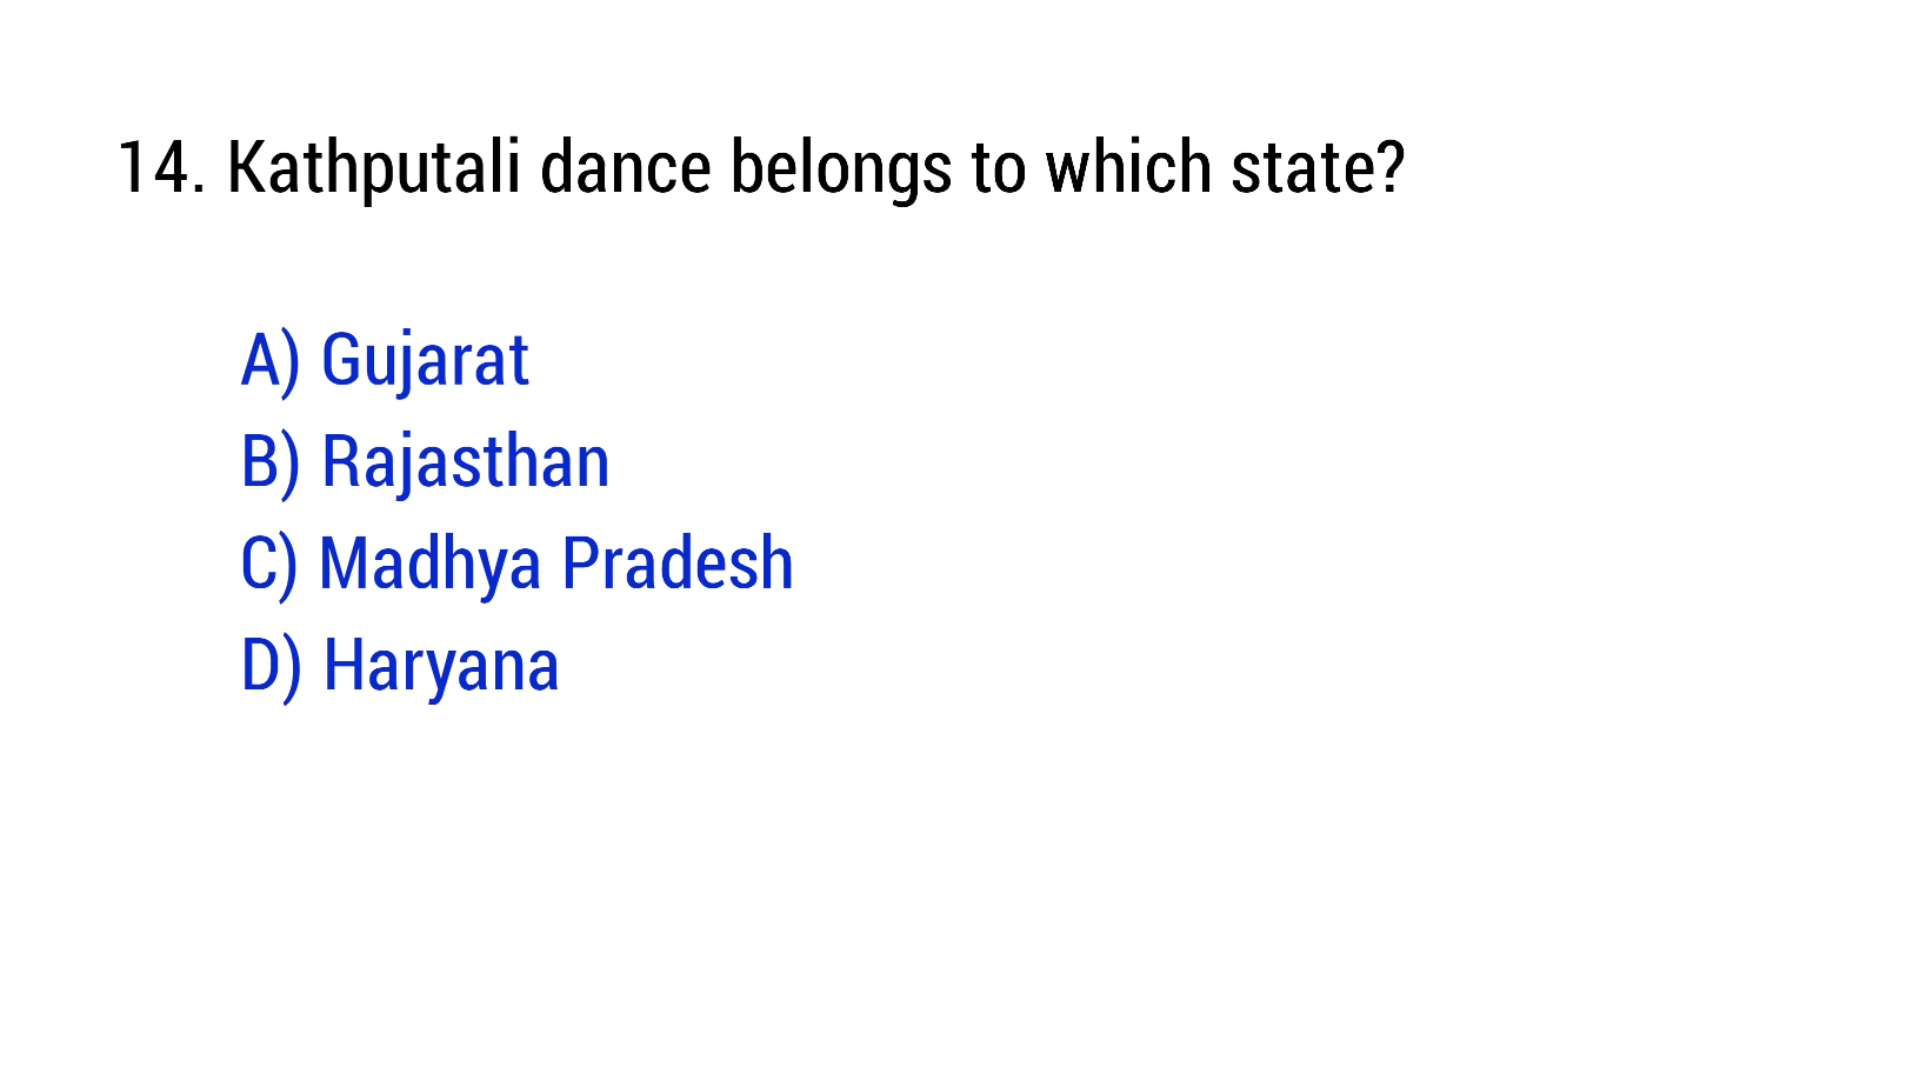 14. Kathputali dance belongs to which state?
A) Gujarat
B) Rajasthan
C) Madhya Pradesh
D) Haryana